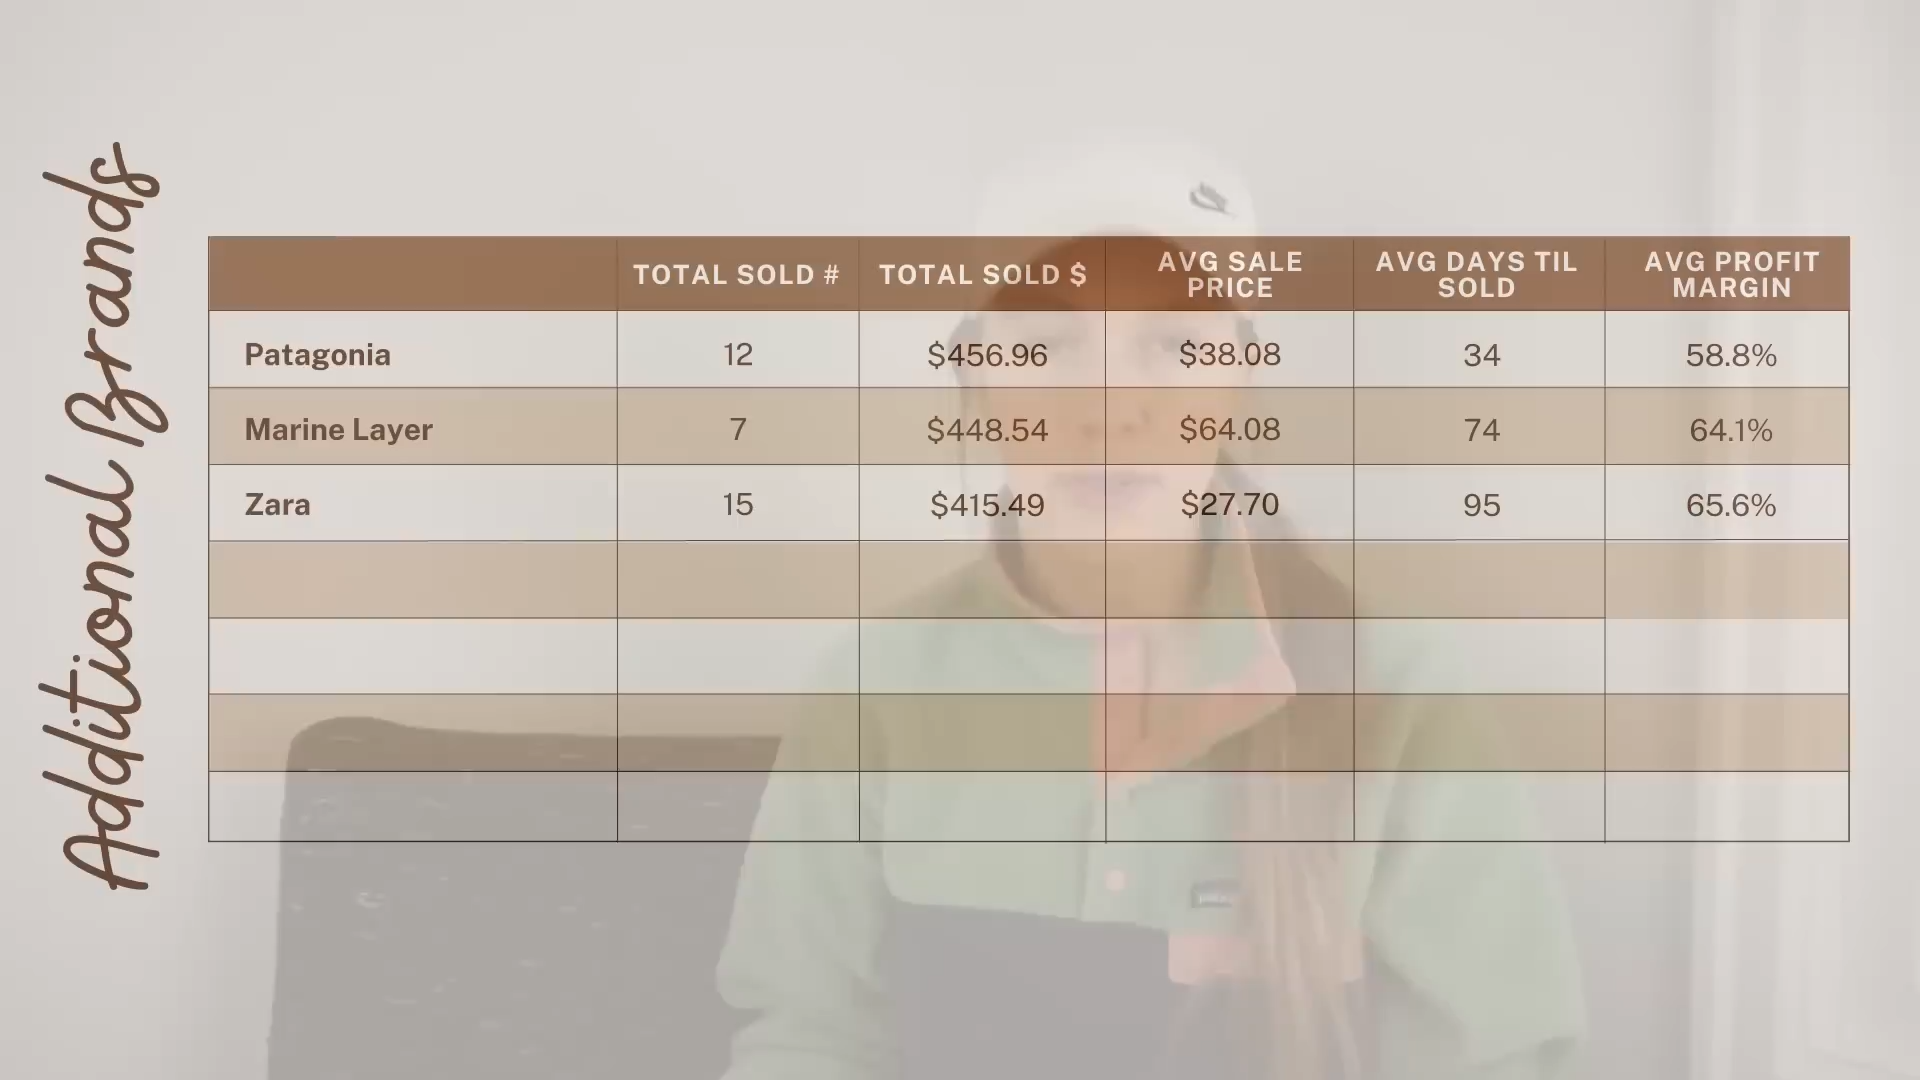 Additional Brands
TOTAL SOLD # TOTAL SOLD $ AVG SALE PRICE AVG DAYS TIL SOLD AVG PROFIT MARGIN
Patagonia 12 $456.96 $38.08 34 58.8%
Marine Layer 7 $448.54 $64.08 74 64.1%
Zara 15 $415.49 $27.70 95 65.6%